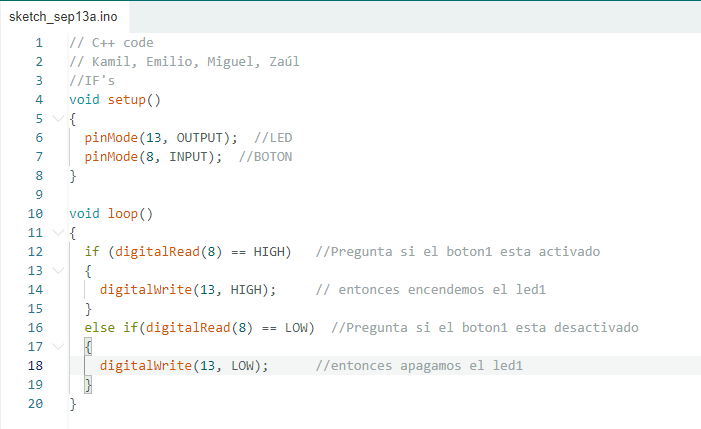 sketch_sep13a.ino
1 // C++ code
2 // Kamil, Emilio, Miguel, Zaúl
3 //IF's
4 void setup()
5 {
6   pinMode(13, OUTPUT);  //LED
7   pinMode(8, INPUT);  //BOTON
8 }
9
10 void loop()
11 {
12   if (digitalRead(8) == HIGH)   //Pregunta si el boton1 esta activado
13   {
14     digitalWrite(13, HIGH);     // entonces encendemos el led1
15   }
16   else if(digitalRead(8) == LOW)  //Pregunta si el boton1 esta desactivado
17   {
18     digitalWrite(13, LOW);      //entonces apagamos el led1
19   }
20 }